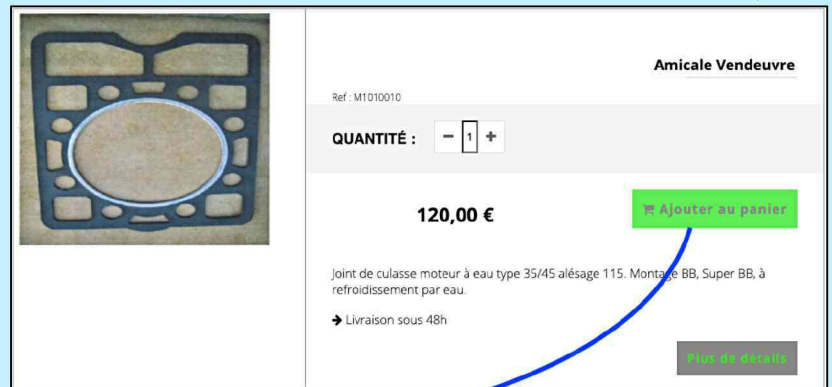 Amicale Vendeuvre
Ref : M1010010
QUANTITÉ : − 1 +
120,00 €
Ajouter au panier
Joint de culasse moteur à eau type 35/45 alésage 115. Montage BB, Super BB, à
refroidissement par eau.
➔ Livraison sous 48h
Plus de détails